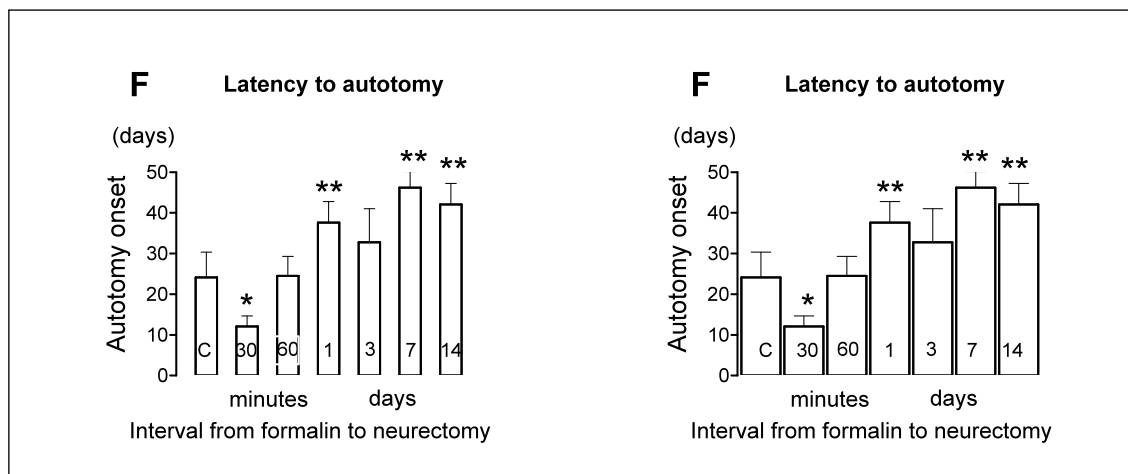 F Latency to autotomy
(days)
Autotomy onset
50
40
30
20
10
0
* ** ** **
C 30 60 1 3 7 14
minutes days
Interval from formalin to neurectomy
F Latency to autotomy
(days)
Autotomy onset
50
40
30
20
10
0
* ** ** **
C 30 60 1 3 7 14
minutes days
Interval from formalin to neurectomy